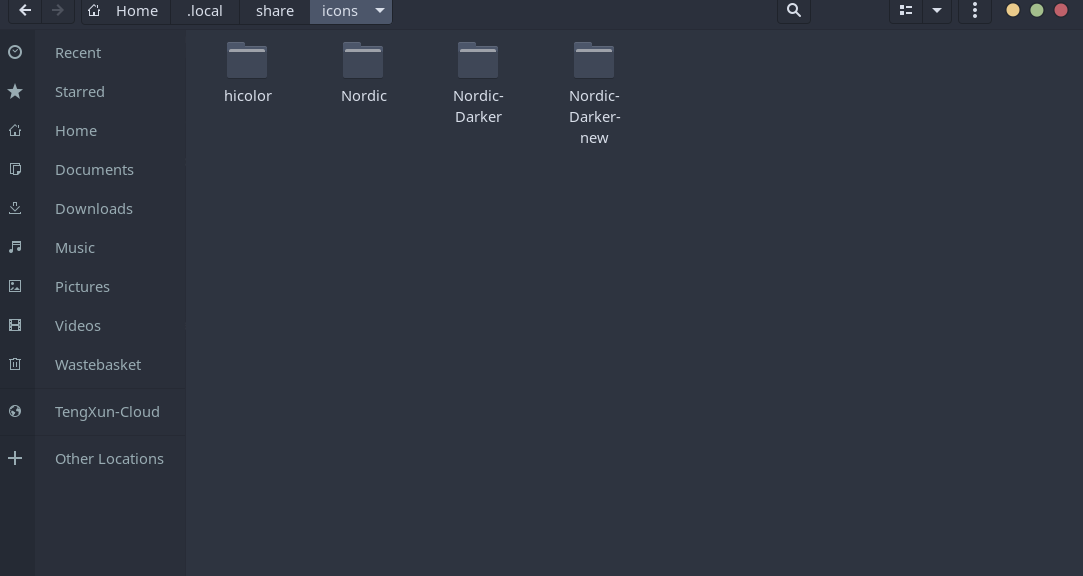 Home
.local
share
icons
Recent
Starred
Home
Documents
Downloads
Music
Pictures
Videos
Wastebasket
TengXun-Cloud
Other Locations
hicolor
Nordic
Nordic-
Darker
Nordic-
Darker-
new